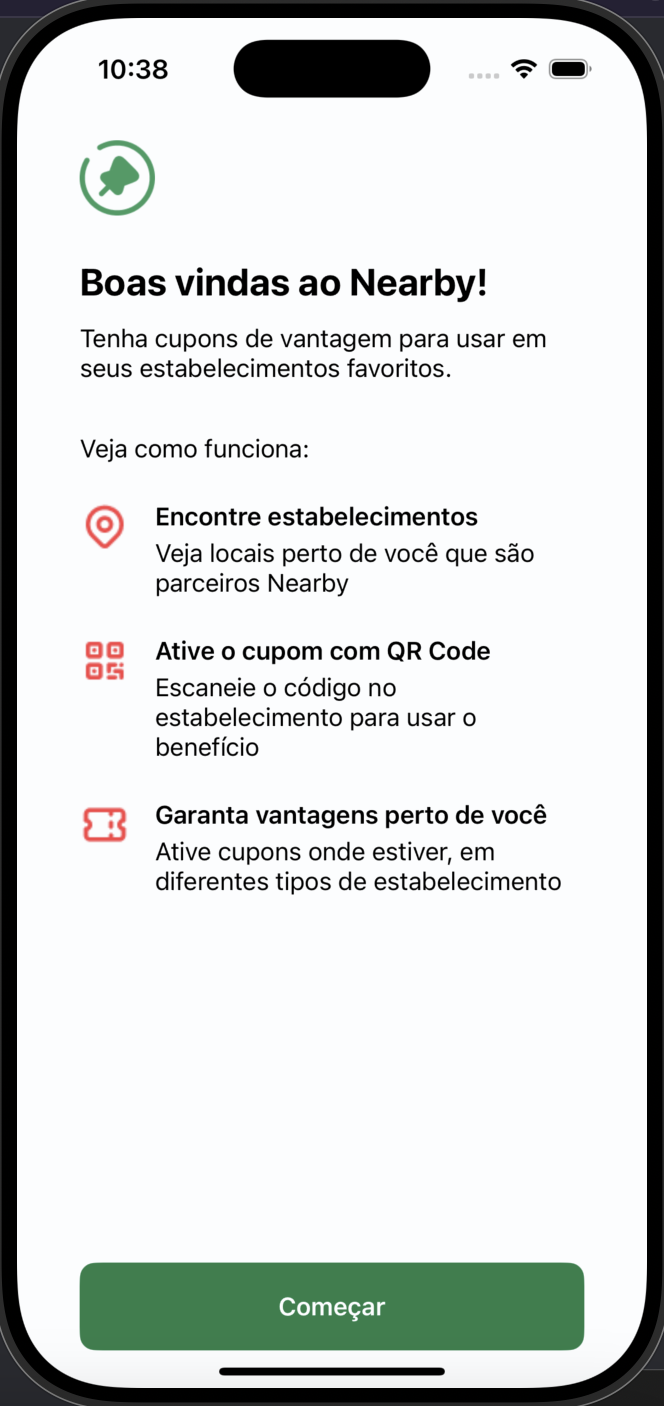 10:38
Boas vindas ao Nearby!
Tenha cupons de vantagem para usar em
seus estabelecimentos favoritos.
Veja como funciona:
Encontre estabelecimentos
Veja locais perto de você que são
parceiros Nearby
Ative o cupom com QR Code
Escaneie o código no
estabelecimento para usar o
benefício
Garanta vantagens perto de você
Ative cupons onde estiver, em
diferentes tipos de estabelecimento
Começar